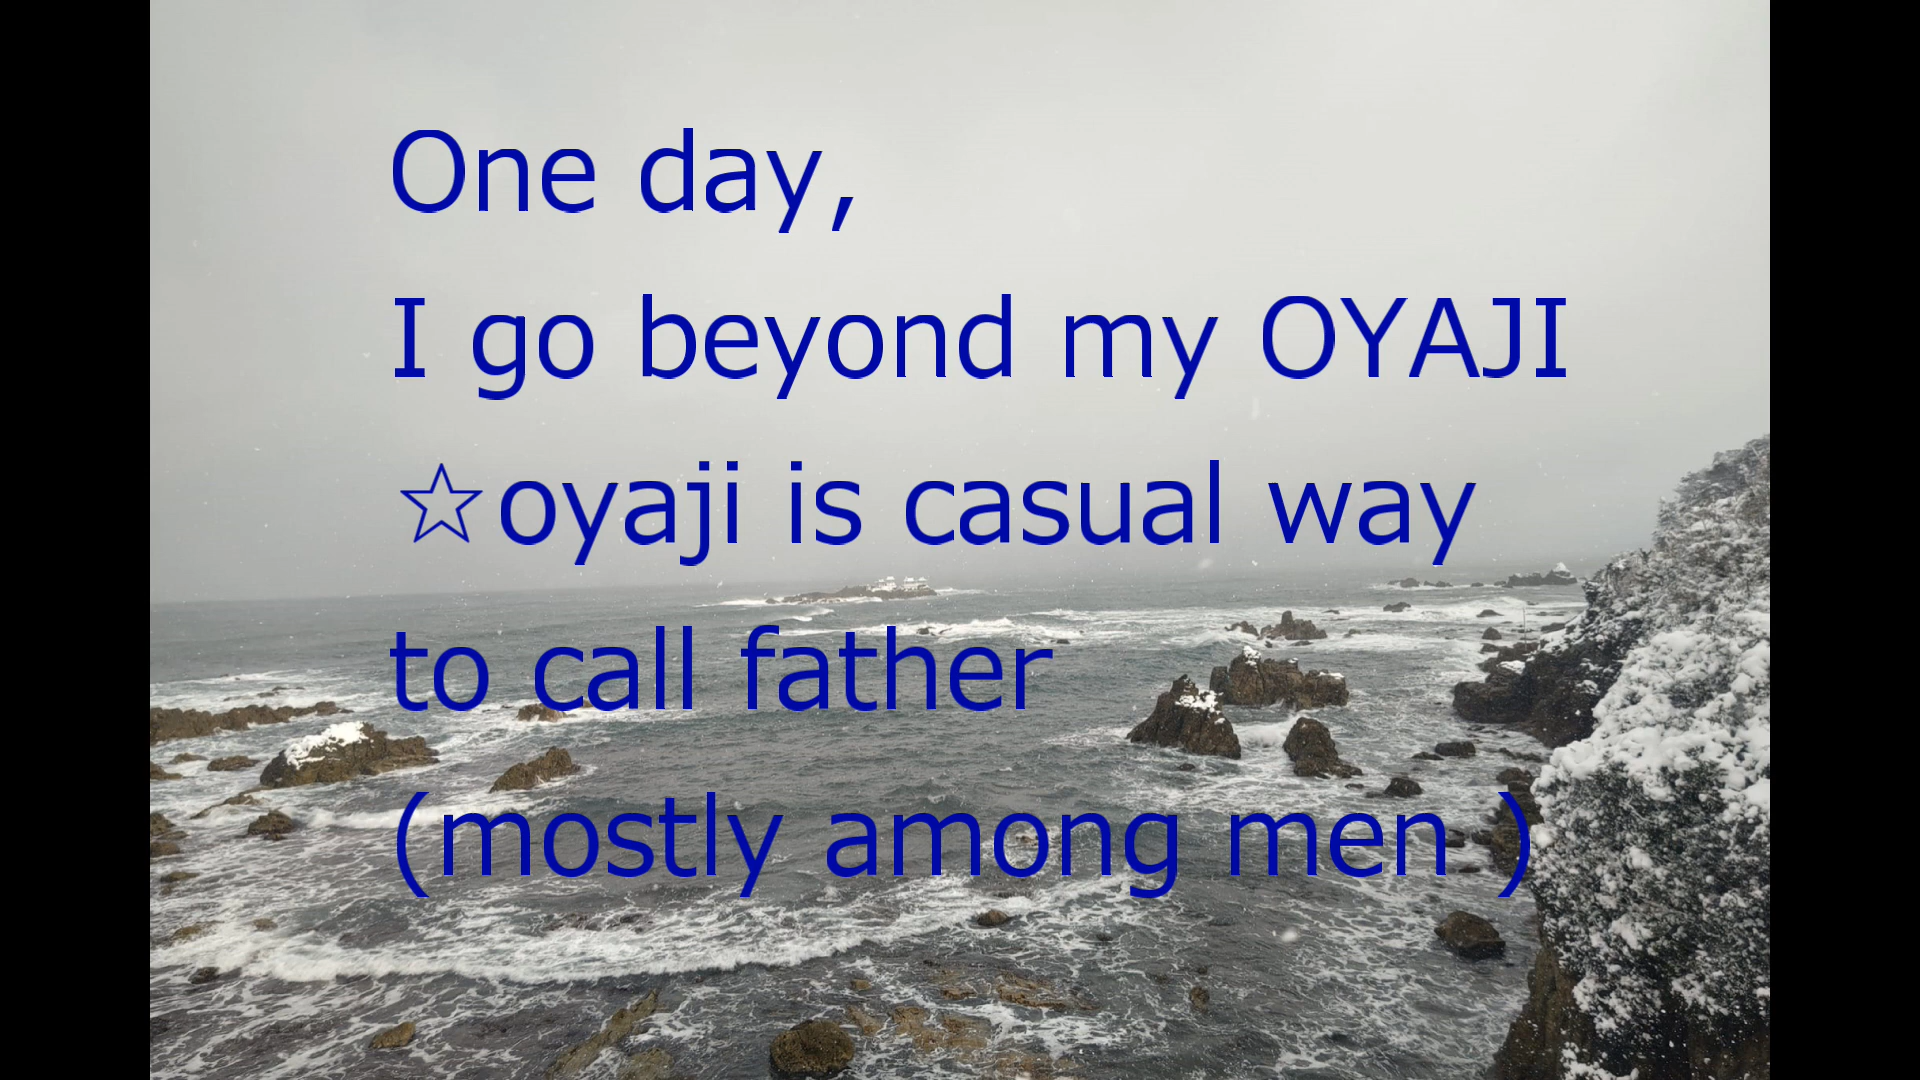 One day,
I go beyond my OYAJI
☆oyaji is casual way
to call father
(mostly among men )